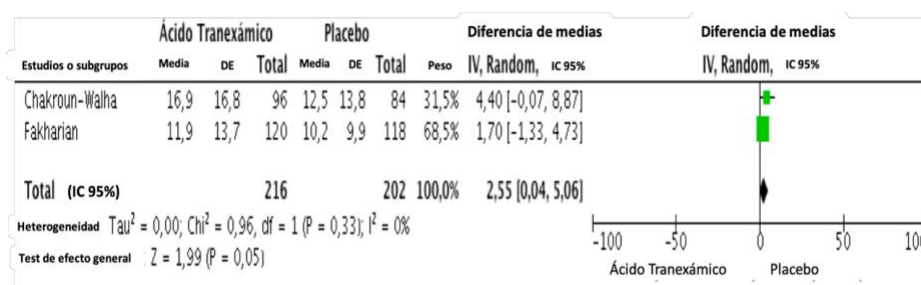 Ácido Tranexámico Placebo Diferencia de medias Diferencia de medias
Estudios o subgrupos Media DE Total Media DE Total Peso IV, Random, IC 95% IV, Random, IC 95%
Chakroun-Walha 16,9 16,8 96 12,5 13,8 84 31,5% 4,40 [-0,07, 8,87]
Fakharian 11,9 13,7 120 10,2 9,9 118 68,5% 1,70 [-1,33, 4,73]
Total (IC 95%) 216 202 100,0% 2,55 [0,04, 5,06]
Heterogeneidad Tau² = 0,00; Chi² = 0,96, df = 1 (P = 0,33); I² = 0%
Test de efecto general Z = 1,99 (P = 0,05)
-100 -50 0 50 100
Ácido Tranexámico Placebo